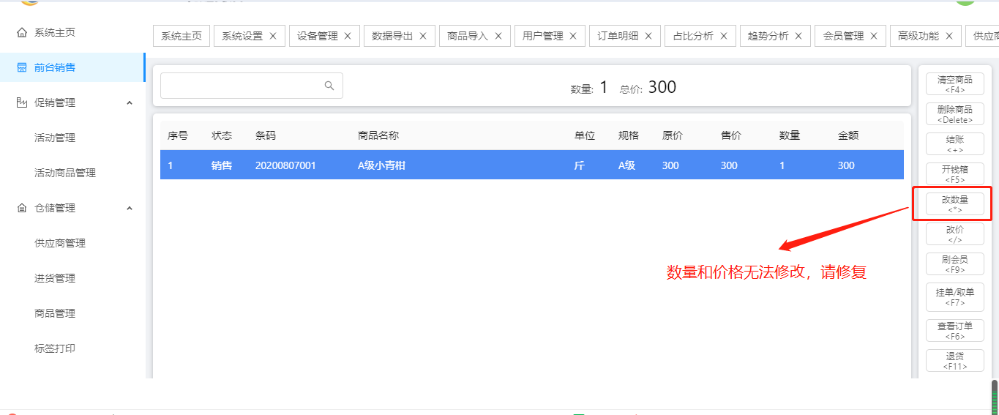 系统主页
前台销售
促销管理
活动管理
活动商品管理
仓储管理
供应商管理
进货管理
商品管理
标签打印
系统主页 系统设置 设备管理 数据导出 商品导入 用户管理 订单明细 占比分析 趋势分析 会员管理 高级功能 供应商
数量: 1 总价: 300
序号 状态 条码 商品名称 单位 规格 原价 售价 数量 金额
1 销售 20200807001 A级小青柑 斤 A级 300 300 1 300
数量和价格无法修改，请修复
清空商品
<F4>
删除商品
<Delete>
结账
<+>
开钱箱
<F5>
改数量
<*>
改价
</>
刷会员
<F9>
挂单/取单
<F7>
查看订单
<F6>
退货
<F11>